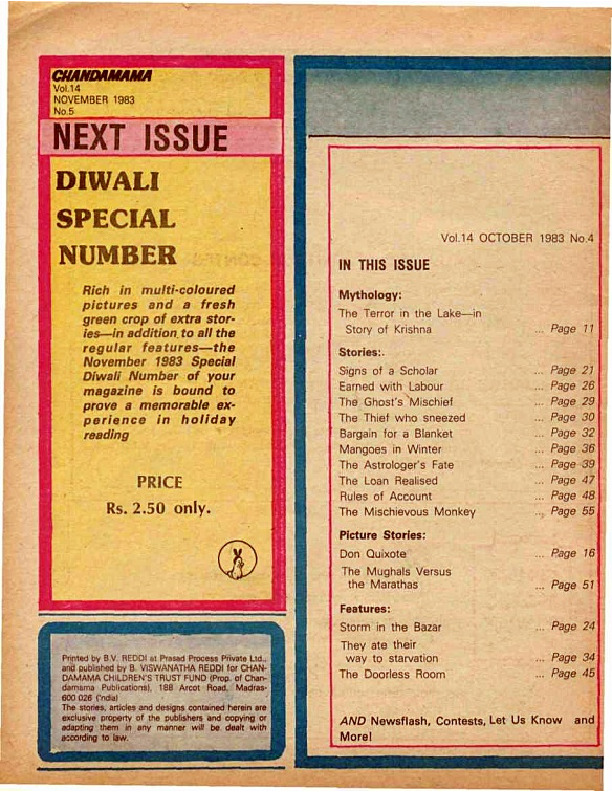 CHANDAMAMA
Vol.14
NOVEMBER 1983
No.5
NEXT ISSUE
DIWALI
SPECIAL
NUMBER
Rich in multi-coloured
pictures and a fresh
green crop of extra stor-
ies—in addition to all the
regular features—the
November 1983 Special
Diwali Number of your
magazine is bound to
prove a memorable ex-
perience in holiday
reading
PRICE
Rs. 2.50 only.
Printed by B.V. REDDI at Prasad Process Private Ltd.,
and published by B. VISWANATHA REDDI for CHAN-
DAMAMA CHILDREN'S TRUST FUND (Prop. of Chan-
damama Publications), 188 Arcot Road, Madras-
600 026 (India)
The stories, articles and designs contained herein are
exclusive property of the publishers and copying or
adapting them in any manner will be dealt with
according to law.
Vol.14 OCTOBER 1983 No.4
IN THIS ISSUE
Mythology:
The Terror in the Lake—in
Story of Krishna ... Page 11
Stories:-
Signs of a Scholar ... Page 21
Earned with Labour ... Page 26
The Ghost's Mischief ... Page 29
The Thief who sneezed ... Page 30
Bargain for a Blanket ... Page 32
Mangoes in Winter ... Page 36
The Astrologer's Fate ... Page 39
The Loan Realised ... Page 47
Rules of Account ... Page 48
The Mischievous Monkey ... Page 55
Picture Stories:
Don Quixote ... Page 16
The Mughals Versus
the Marathas ... Page 51
Features:
Storm in the Bazar ... Page 24
They ate their
way to starvation ... Page 34
The Doorless Room ... Page 45
AND Newsflash, Contests, Let Us Know and
More!